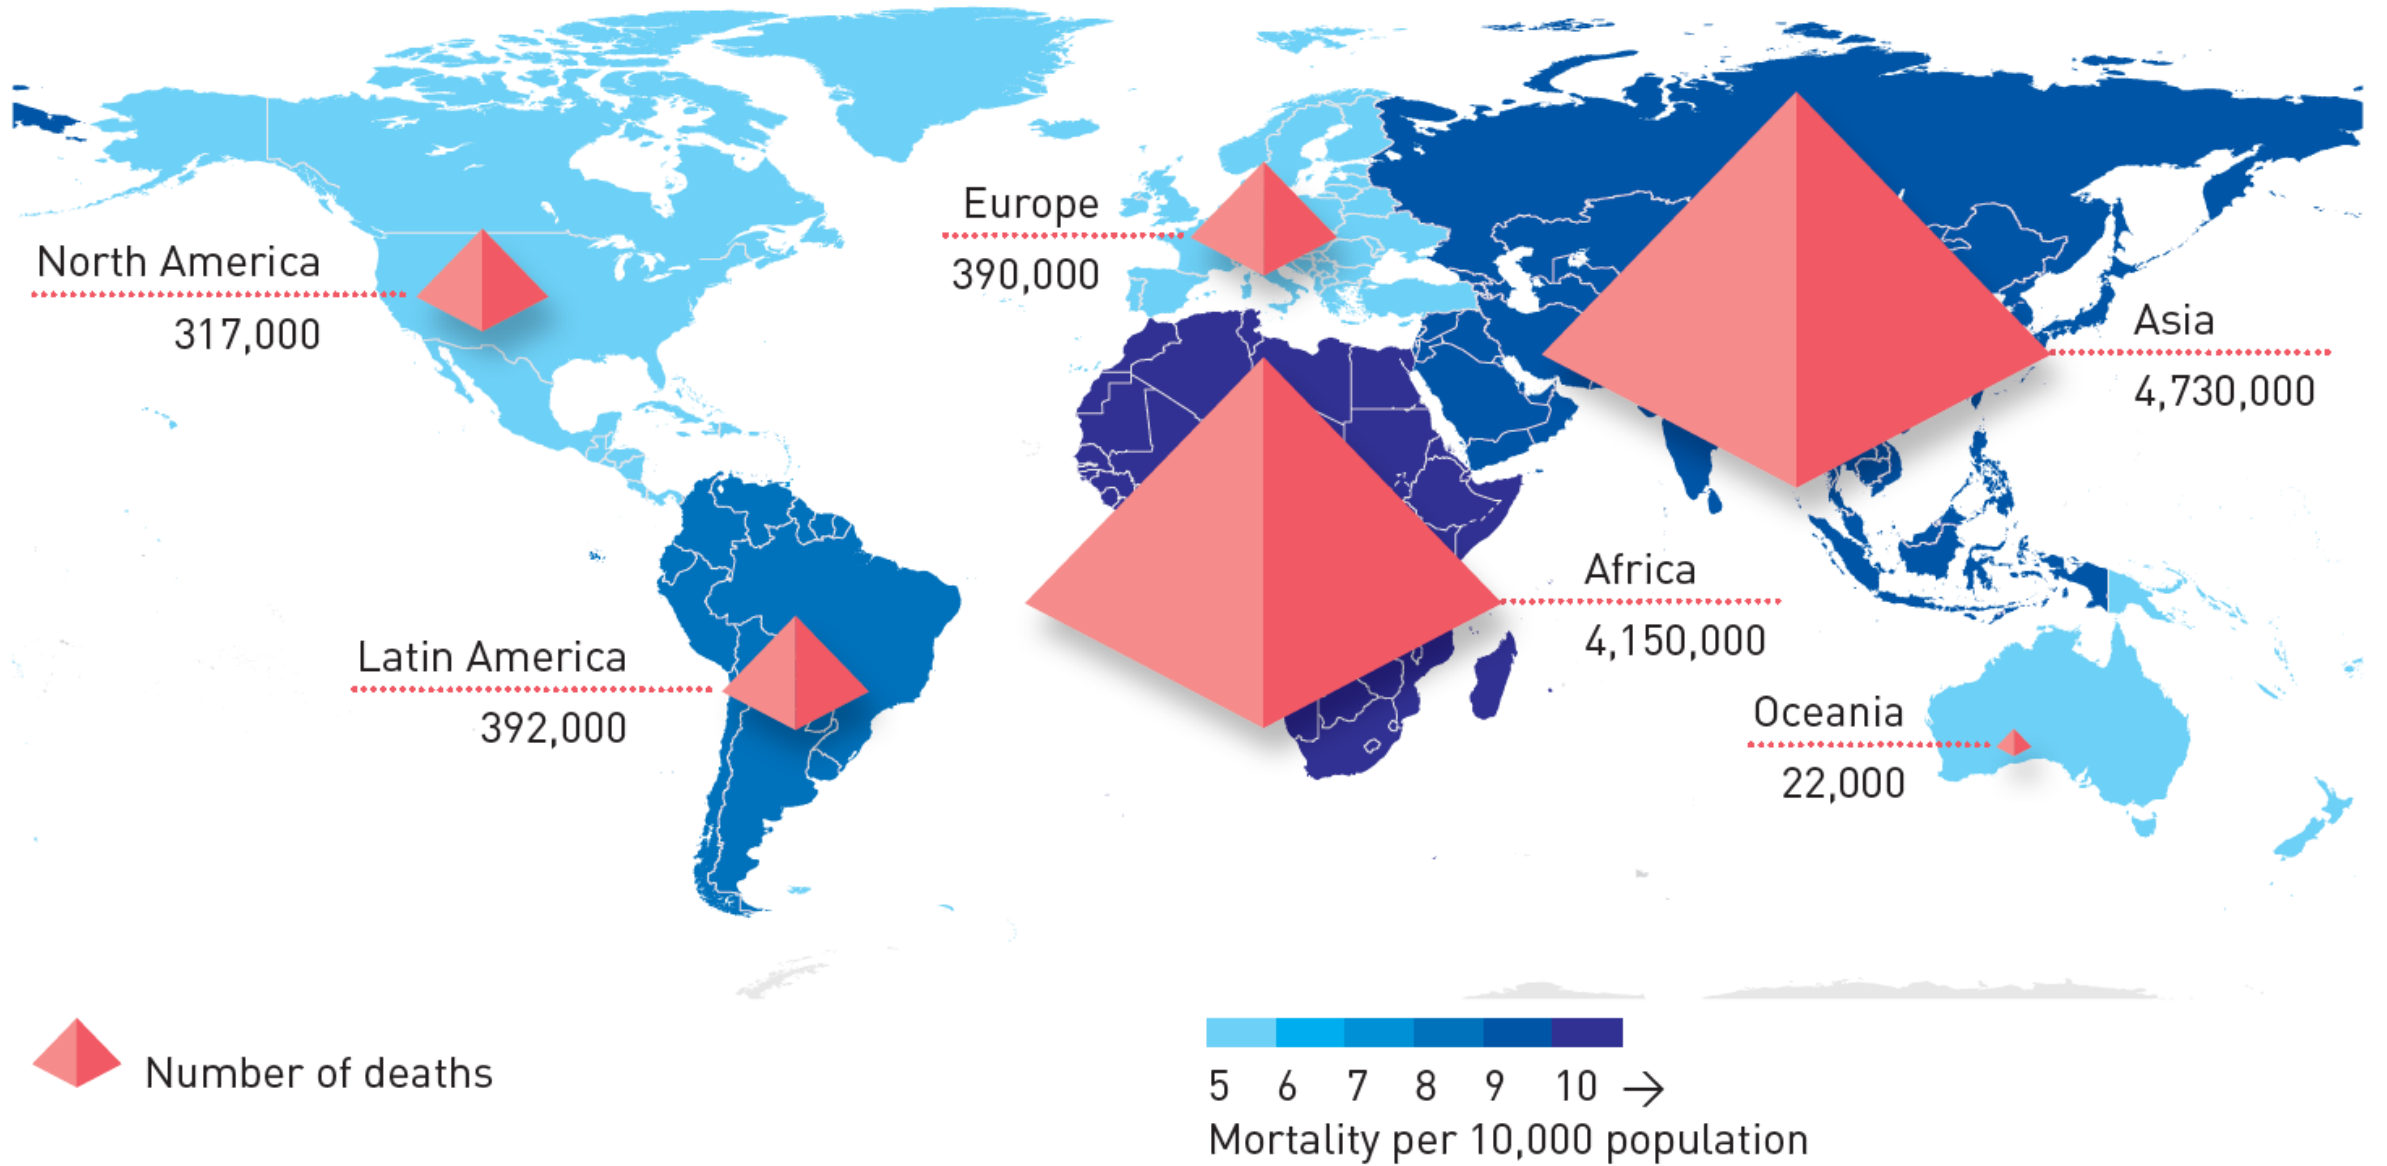 North America
317,000
Europe
390,000
Asia
4,730,000
Latin America
392,000
Africa
4,150,000
Oceania
22,000
Number of deaths
5 6 7 8 9 10 →
Mortality per 10,000 population